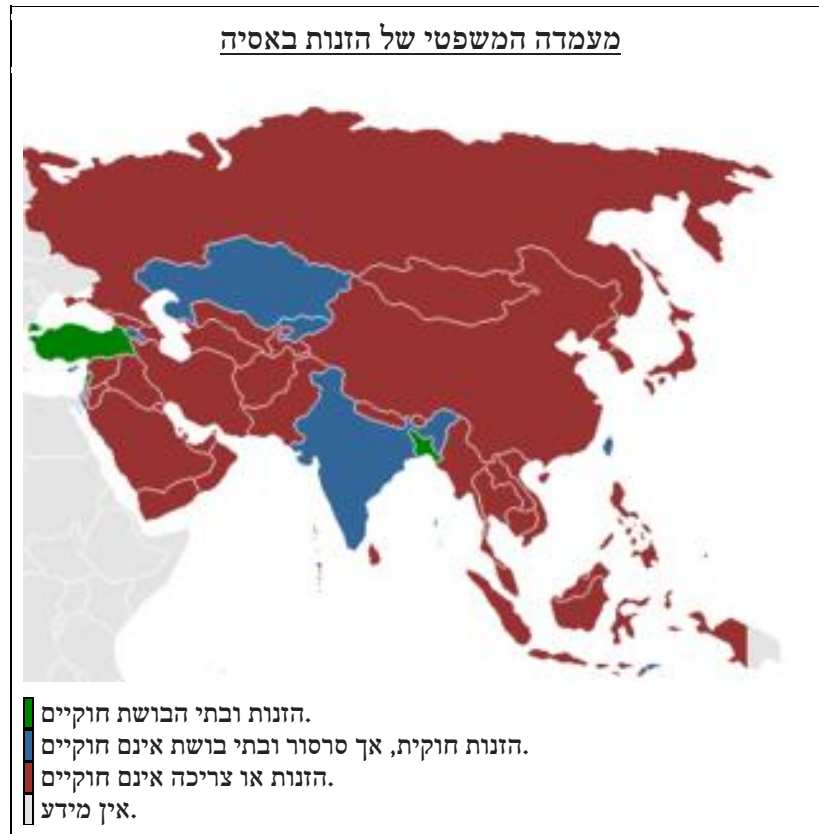 מעמדה המשפטי של הזנות באסיה
הזנות ובתי הבושת חוקיים.
הזנות חוקית, אך סרסור ובתי בושת אינם חוקיים.
הזנות או צריכה אינם חוקיים.
אין מידע.